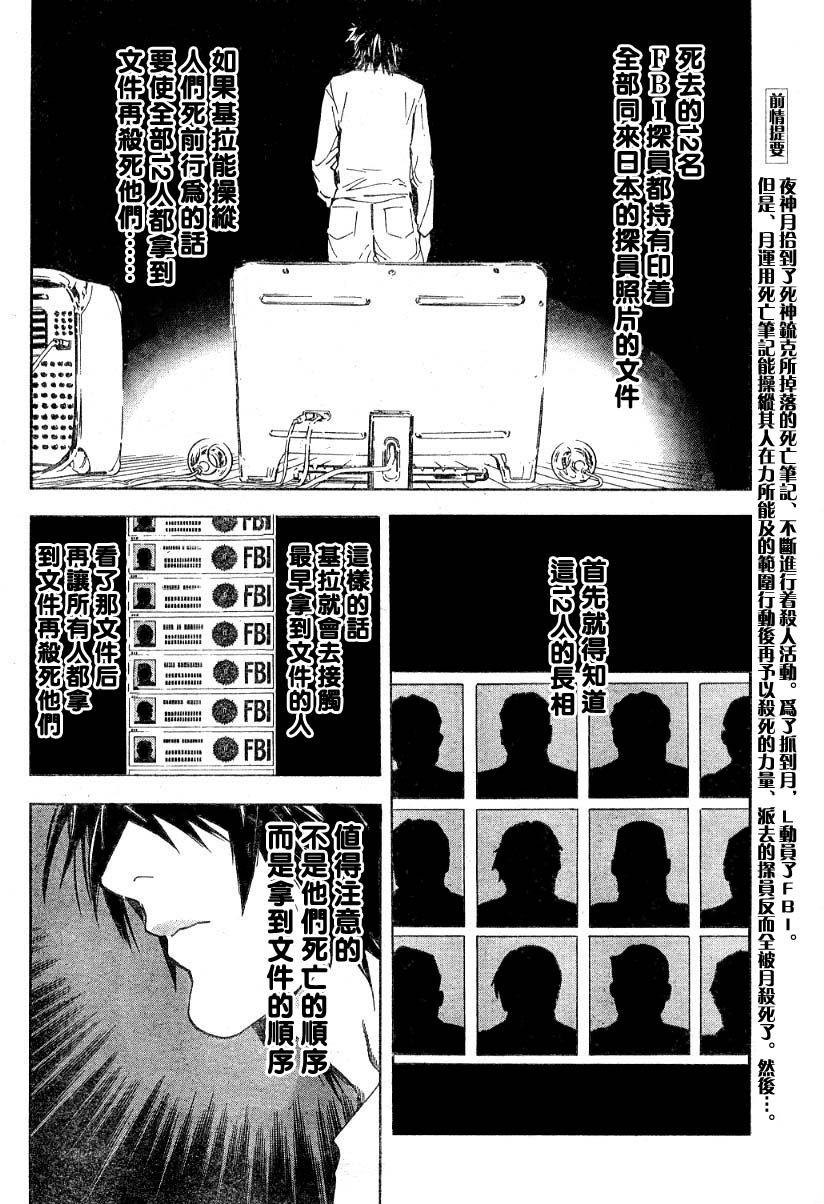 前情提要
夜神月拾到了死神銃克所掉落的死亡筆記、不斷進行着殺人活動。爲了抓到月，L動員了FBI。
但是、月運用死亡筆記能操縱其人在力所能及的範圍行動後再予以殺死的力量、派去的探員反而全被月殺死了。然後…。
死去的12名
FBI探員都持有印着
全部同來日本的探員照片的文件
如果基拉能操縱
人們死前行爲的話
要使全部12人都拿到
文件再殺死他們……
首先就得知道
這12人的長相
這樣的話
基拉就會去接觸
最早拿到文件的人
FBI
FBI
FBI
FBI
FBI
FBI
FBI
看了那文件后
再讓所有人都拿
到文件再殺死他們
值得注意的
不是他們死亡的順序
而是拿到文件的順序